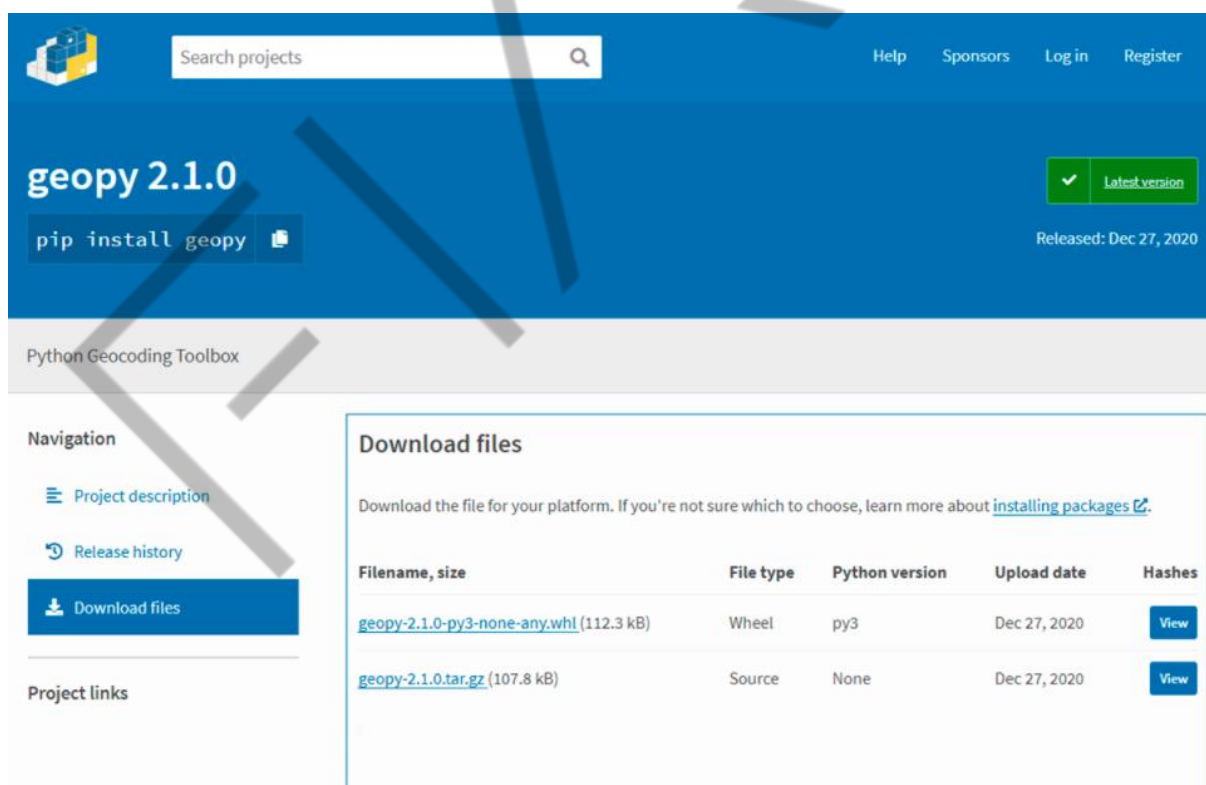 Search projects
Help Sponsors Log in Register
geopy 2.1.0
Latest version
pip install geopy
Released: Dec 27, 2020
Python Geocoding Toolbox
Navigation
Project description
Release history
Download files
Project links
Download files
Download the file for your platform. If you're not sure which to choose, learn more about installing packages.
Filename, size File type Python version Upload date Hashes
geopy-2.1.0-py3-none-any.whl (112.3 kB) Wheel py3 Dec 27, 2020 View
geopy-2.1.0.tar.gz (107.8 kB) Source None Dec 27, 2020 View